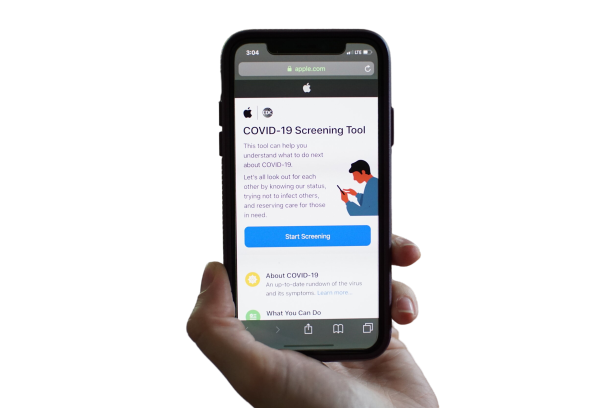 3:04
LTE
apple.com
CDC
COVID-19 Screening Tool
This tool can help you
understand what to do next
about COVID-19.
Let's all look out for each
other by knowing our status,
trying not to infect others,
and reserving care for those
in need.
Start Screening
About COVID-19
An up-to-date rundown of the virus
and its symptoms. Learn more
What You Can Do